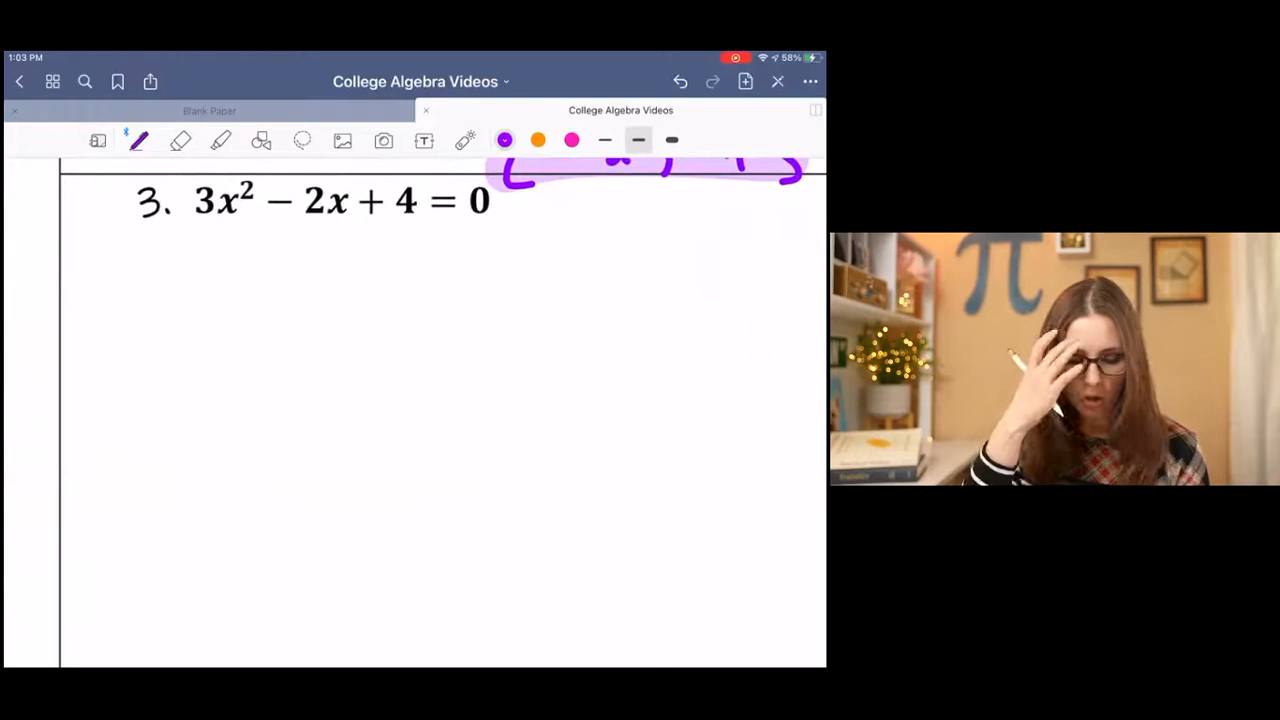 1:03 PM
58%
College Algebra Videos
Blank Paper
College Algebra Videos
T
3. 3x² − 2x + 4 = 0